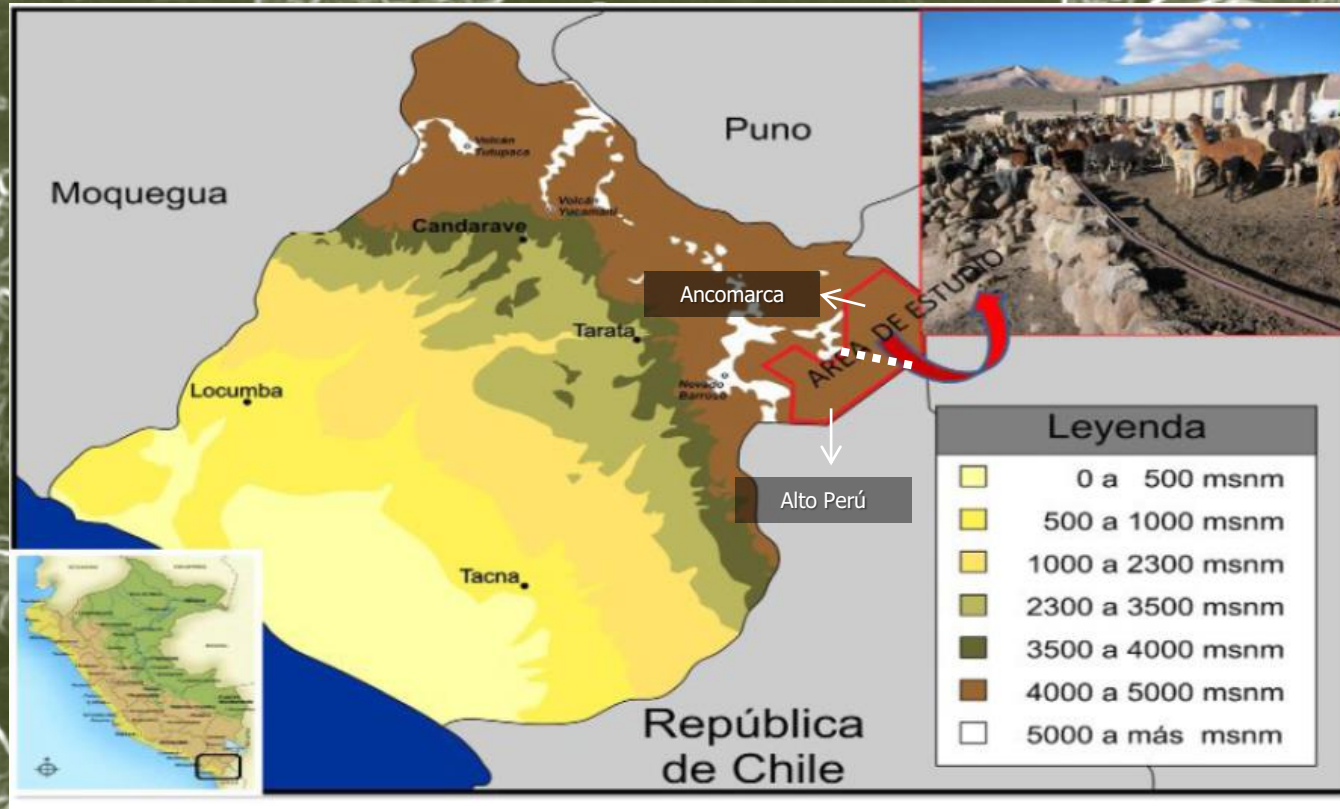 Puno
Moquegua
Volcán
Tutupaca
Volcán
Yucamani
Candarave
Ancomarca
AREA DE ESTUDIO
Tarata
Nevado
Barroso
Locumba
Alto Perú
Tacna
República
de Chile
Leyenda
0 a 500 msnm
500 a 1000 msnm
1000 a 2300 msnm
2300 a 3500 msnm
3500 a 4000 msnm
4000 a 5000 msnm
5000 a más msnm